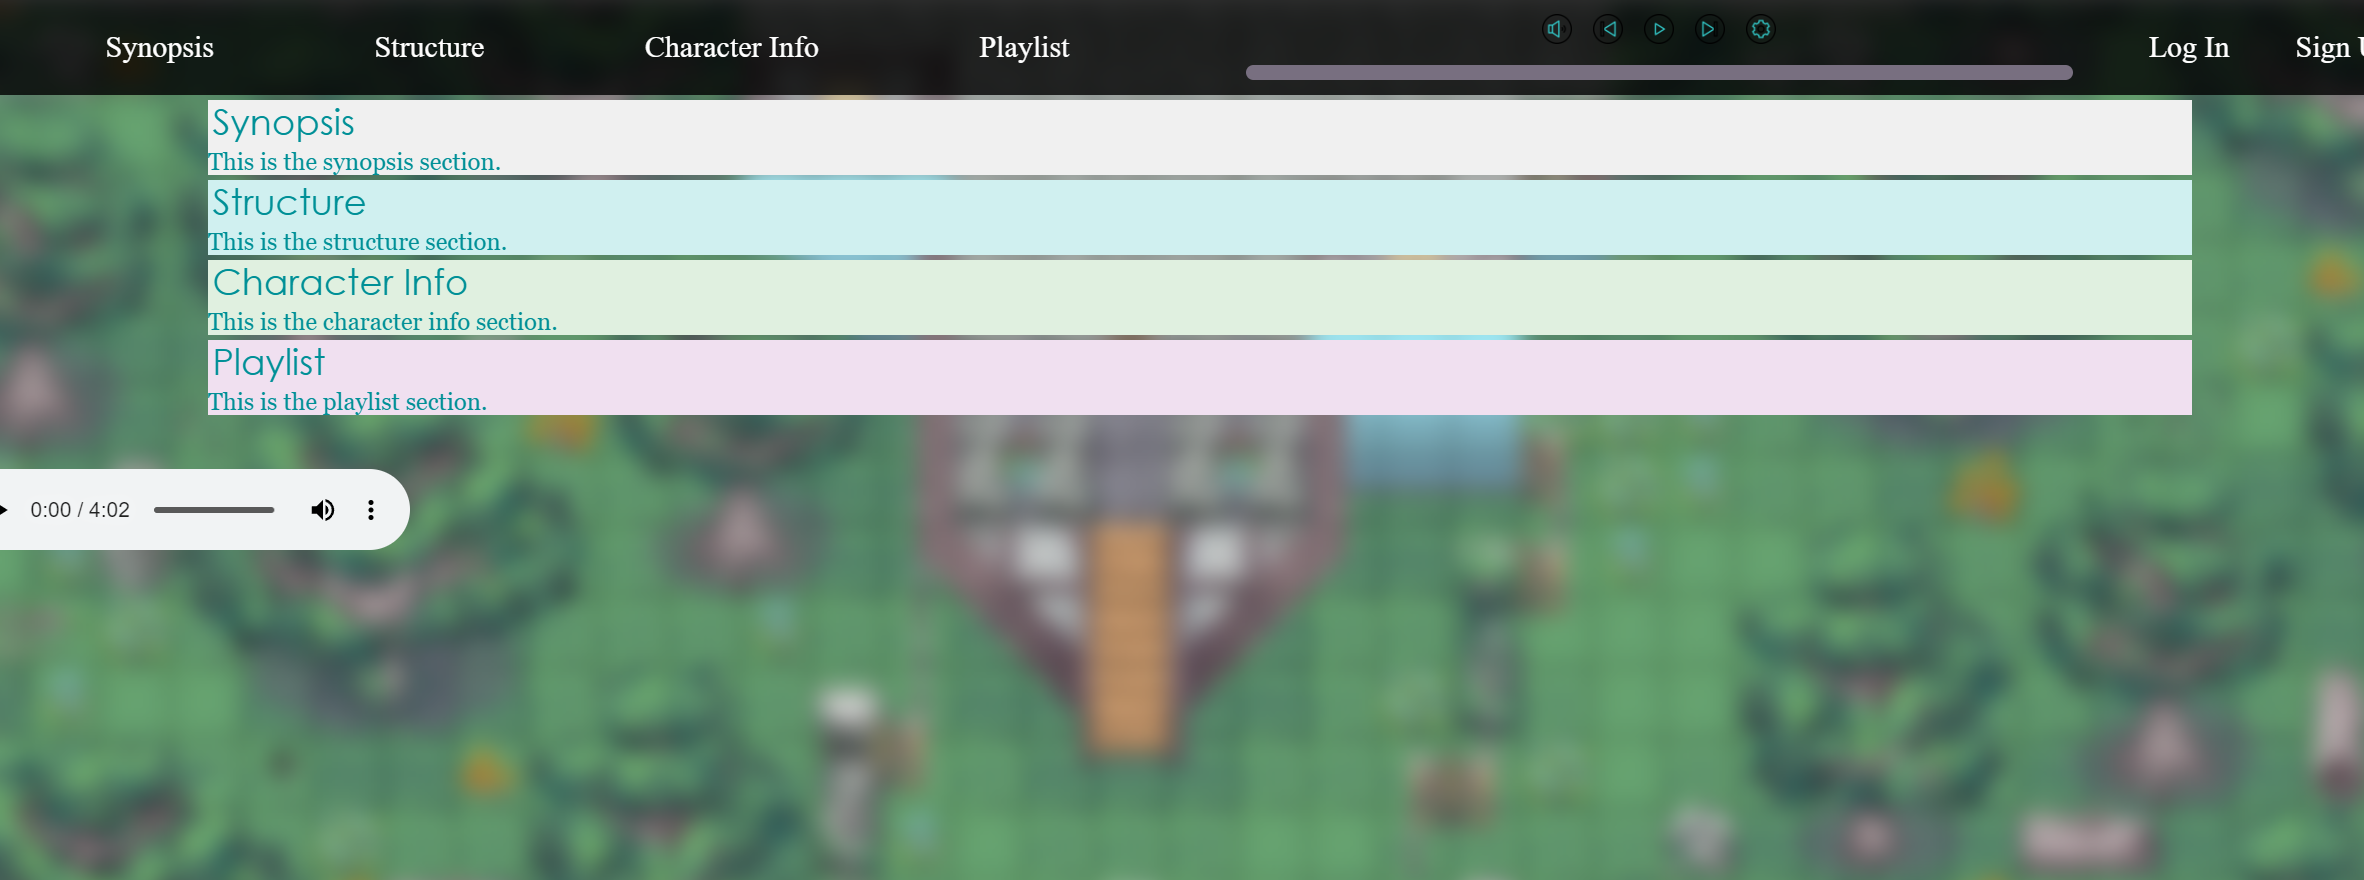 Synopsis Structure Character Info Playlist Log In Sign
Synopsis
This is the synopsis section.
Structure
This is the structure section.
Character Info
This is the character info section.
Playlist
This is the playlist section.
0:00 / 4:02